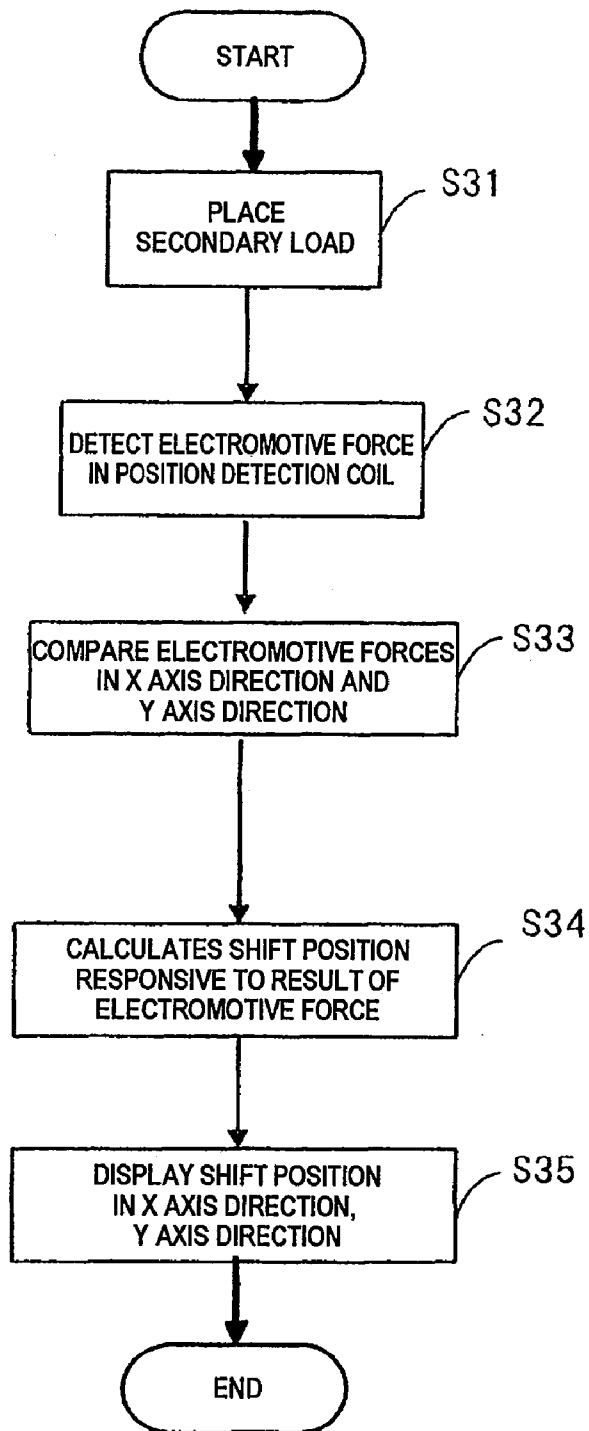 START
S31
PLACE
SECONDARY LOAD
S32
DETECT ELECTROMOTIVE FORCE
IN POSITION DETECTION COIL
S33
COMPARE ELECTROMOTIVE FORCES
IN X AXIS DIRECTION AND
Y AXIS DIRECTION
S34
CALCULATES SHIFT POSITION
RESPONSIVE TO RESULT OF
ELECTROMOTIVE FORCE
S35
DISPLAY SHIFT POSITION
IN X AXIS DIRECTION,
Y AXIS DIRECTION
END